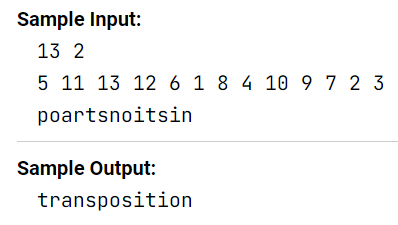 Sample Input:
13 2
5 11 13 12 6 1 8 4 10 9 7 2 3
poartsnoitsin
Sample Output:
transposition